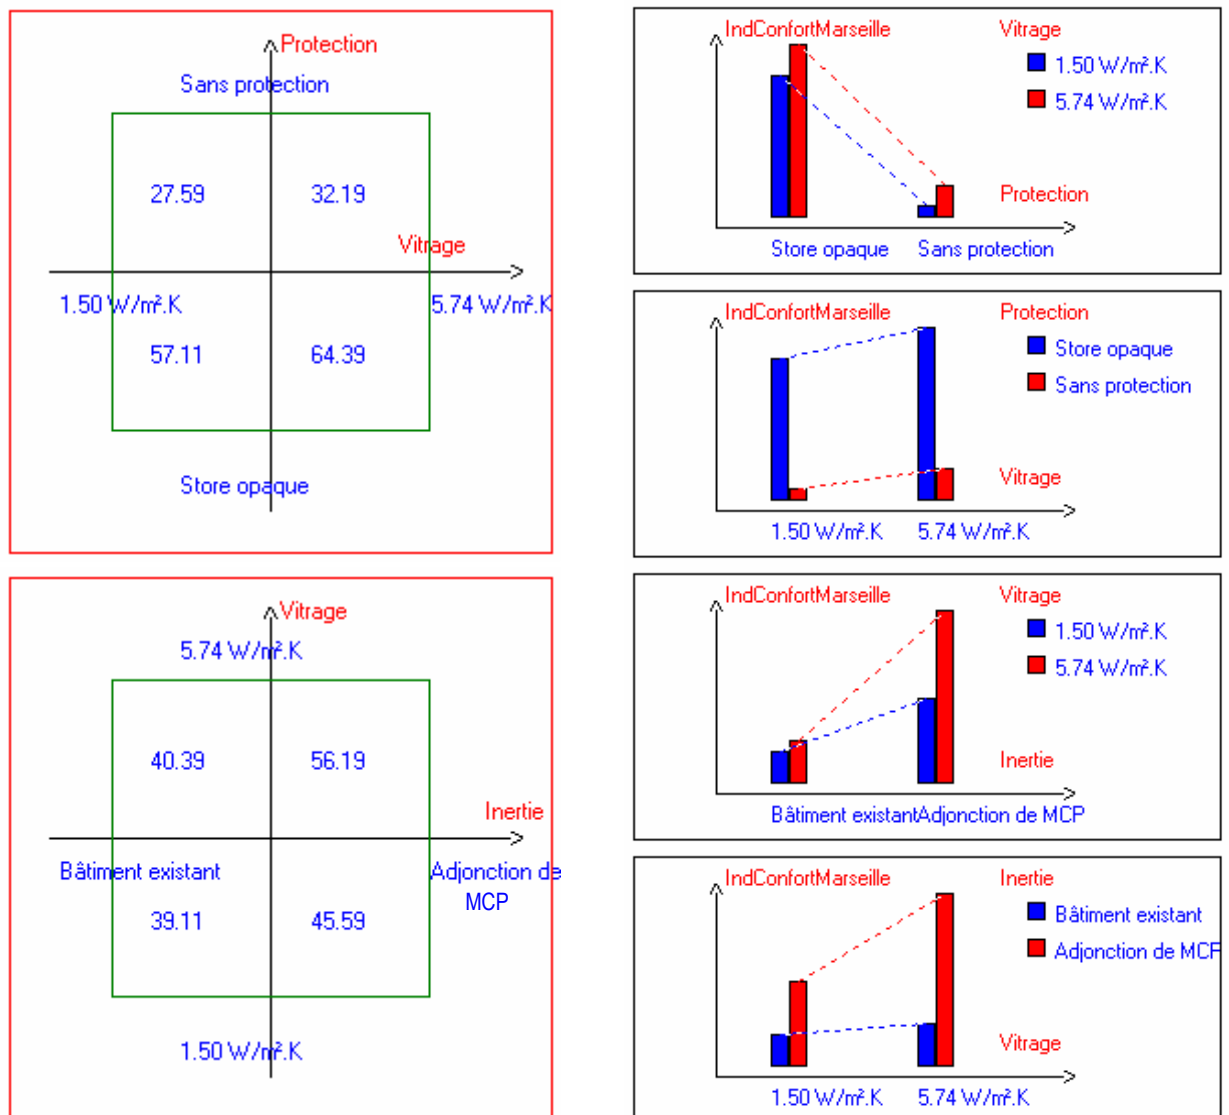 Protection
Sans protection
27.59 32.19
Vitrage
1.50 W/m².K 5.74 W/m².K
57.11 64.39
Store opaque
IndConfortMarseille Vitrage
1.50 W/m².K
5.74 W/m².K
Protection
Store opaque Sans protection
IndConfortMarseille Protection
Store opaque
Sans protection
Vitrage
1.50 W/m².K 5.74 W/m².K
Vitrage
5.74 W/m².K
40.39 56.19
Inertie
Bâtiment existant Adjonction de
MCP
39.11 45.59
1.50 W/m².K
IndConfortMarseille Vitrage
1.50 W/m².K
5.74 W/m².K
Inertie
Bâtiment existantAdjonction de MCP
IndConfortMarseille Inertie
Bâtiment existant
Adjonction de MCP
Vitrage
1.50 W/m².K 5.74 W/m².K